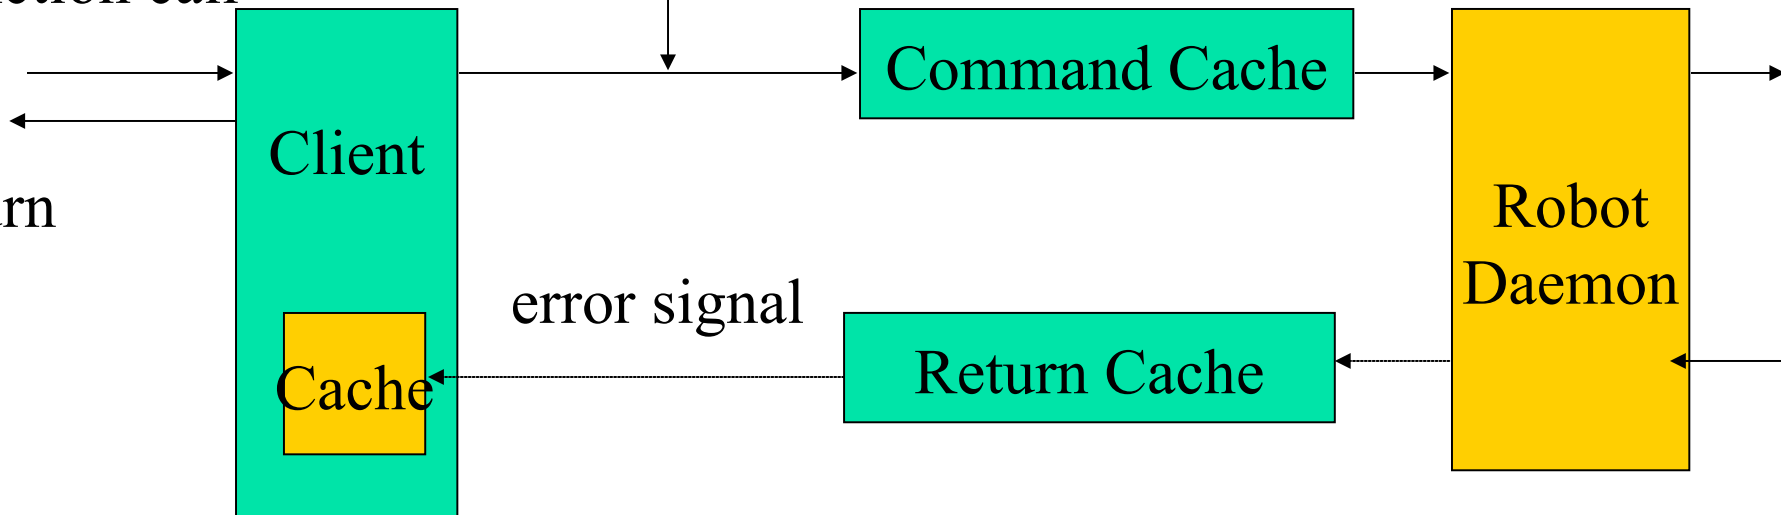 Command Cache
Client
Robot
Daemon
error signal
Return Cache
Cache